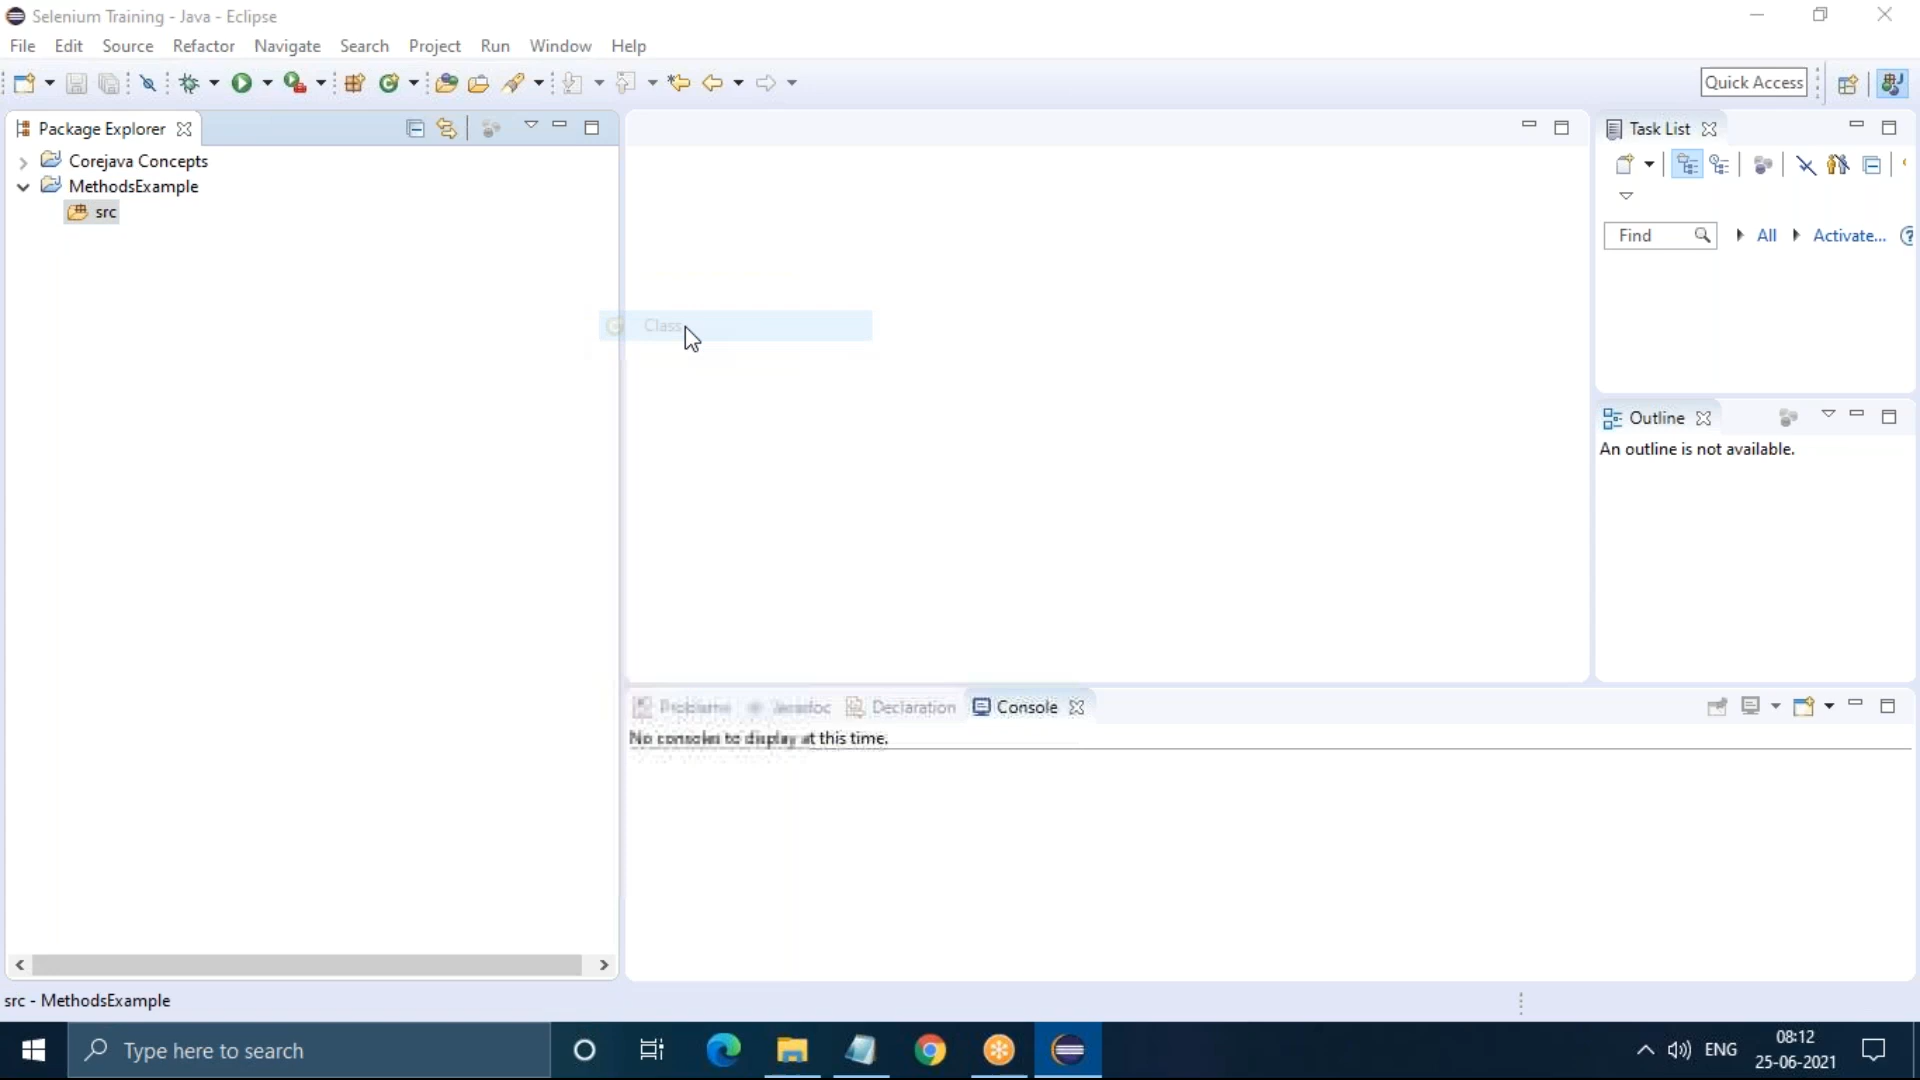 Selenium Training - Java - Eclipse
File Edit Source Refactor Navigate Search Project Run Window Help
Quick Access
Package Explorer
Task List
Corejava Concepts
MethodsExample
src
Find All Activate...
Class
Outline
An outline is not available.
Problems Javadoc Declaration Console
No consoles to display at this time.
src - MethodsExample
Type here to search
ENG
08:12
25-06-2021